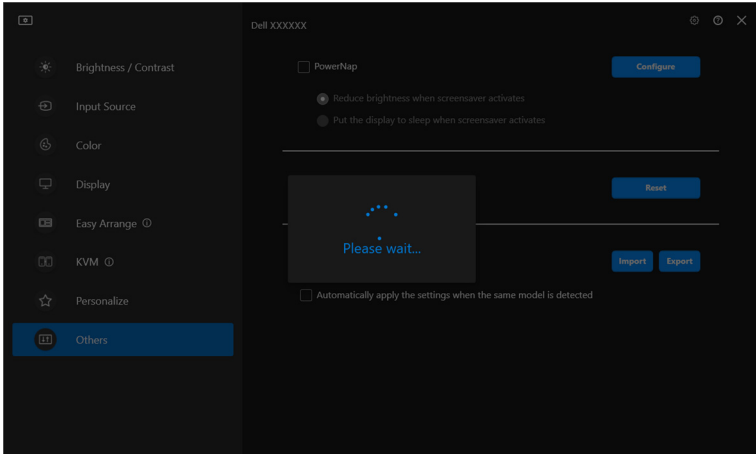 Dell XXXXXX
Brightness / Contrast
Input Source
Color
Display
Easy Arrange
KVM
Personalize
Others
PowerNap
Configure
Reduce brightness when screensaver activates
Put the display to sleep when screensaver activates
Reset
Please wait...
Import
Export
Automatically apply the settings when the same model is detected